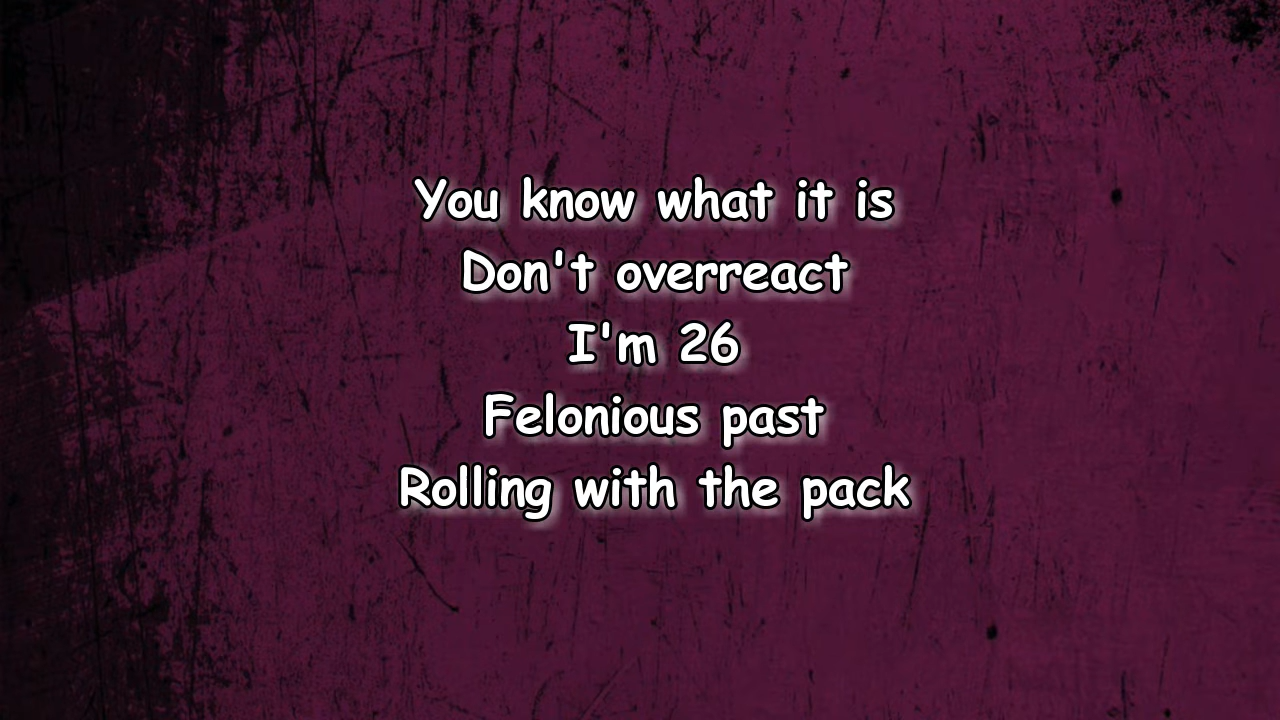 You know what it is
Don't overreact
I'm 26
Felonious past
Rolling with the pack